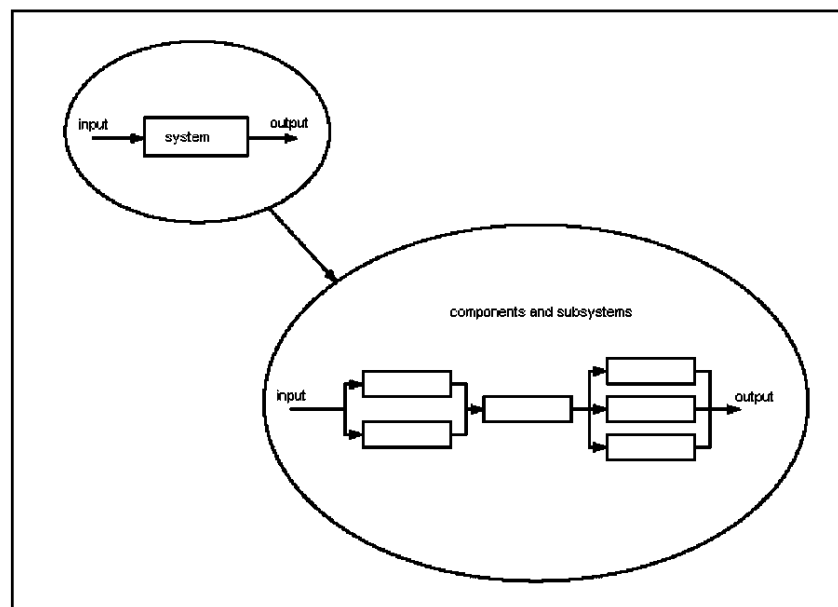 input
system
output
components and subsystems
input
output